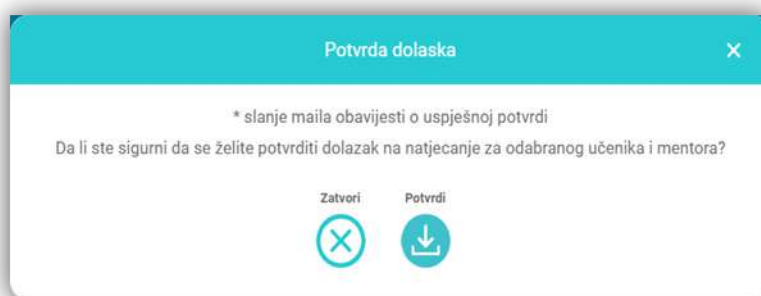 Potvrda dolaska
* slanje maila obavijesti o uspješnoj potvrdi
Da li ste sigurni da se želite potvrditi dolazak na natjecanje za odabranog učenika i mentora?
Zatvori Potvrdi